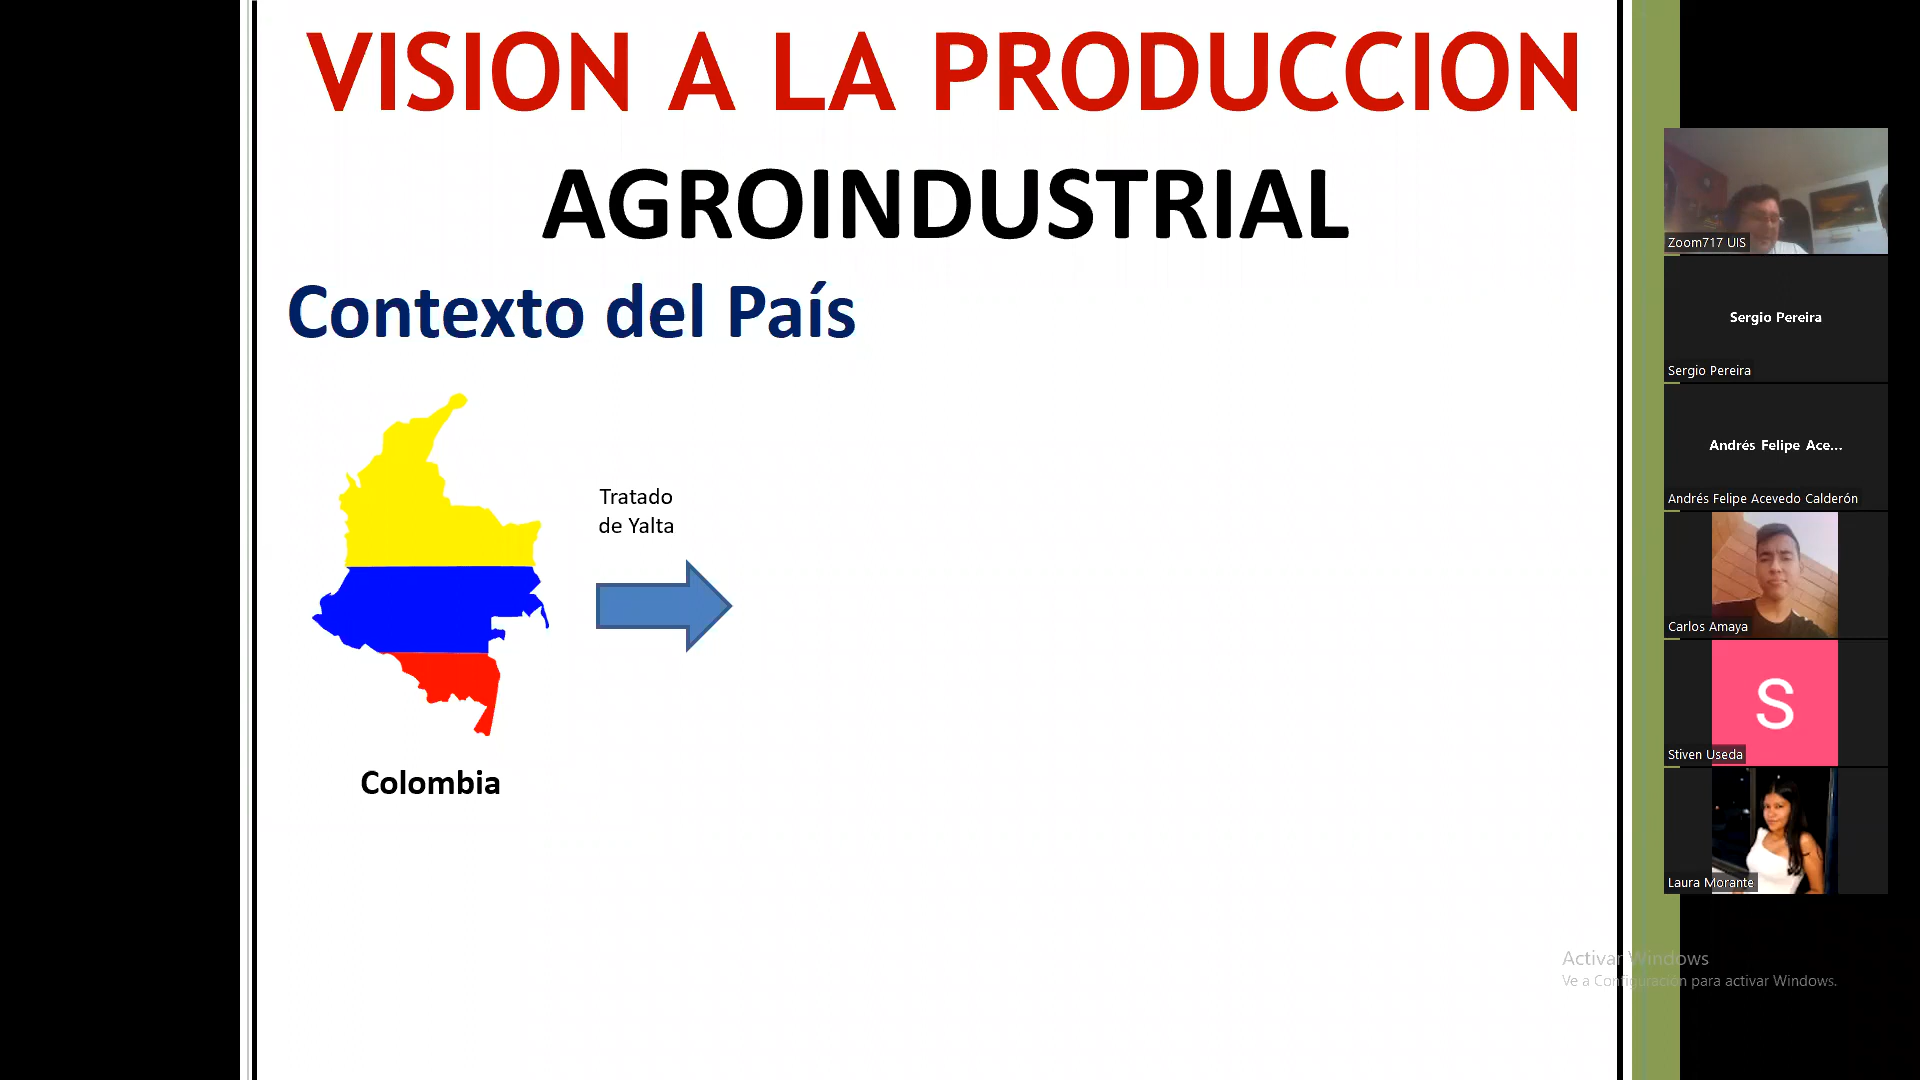 VISION A LA PRODUCCION
AGROINDUSTRIAL
Contexto del País
Tratado
de Yalta
Colombia
Zoom717 UIS
Sergio Pereira
Sergio Pereira
Andrés Felipe Ace...
Andrés Felipe Acevedo Calderón
Carlos Amaya
S
Stiven Useda
Laura Morante
Activar Windows
Ve a Configuración para activar Windows.